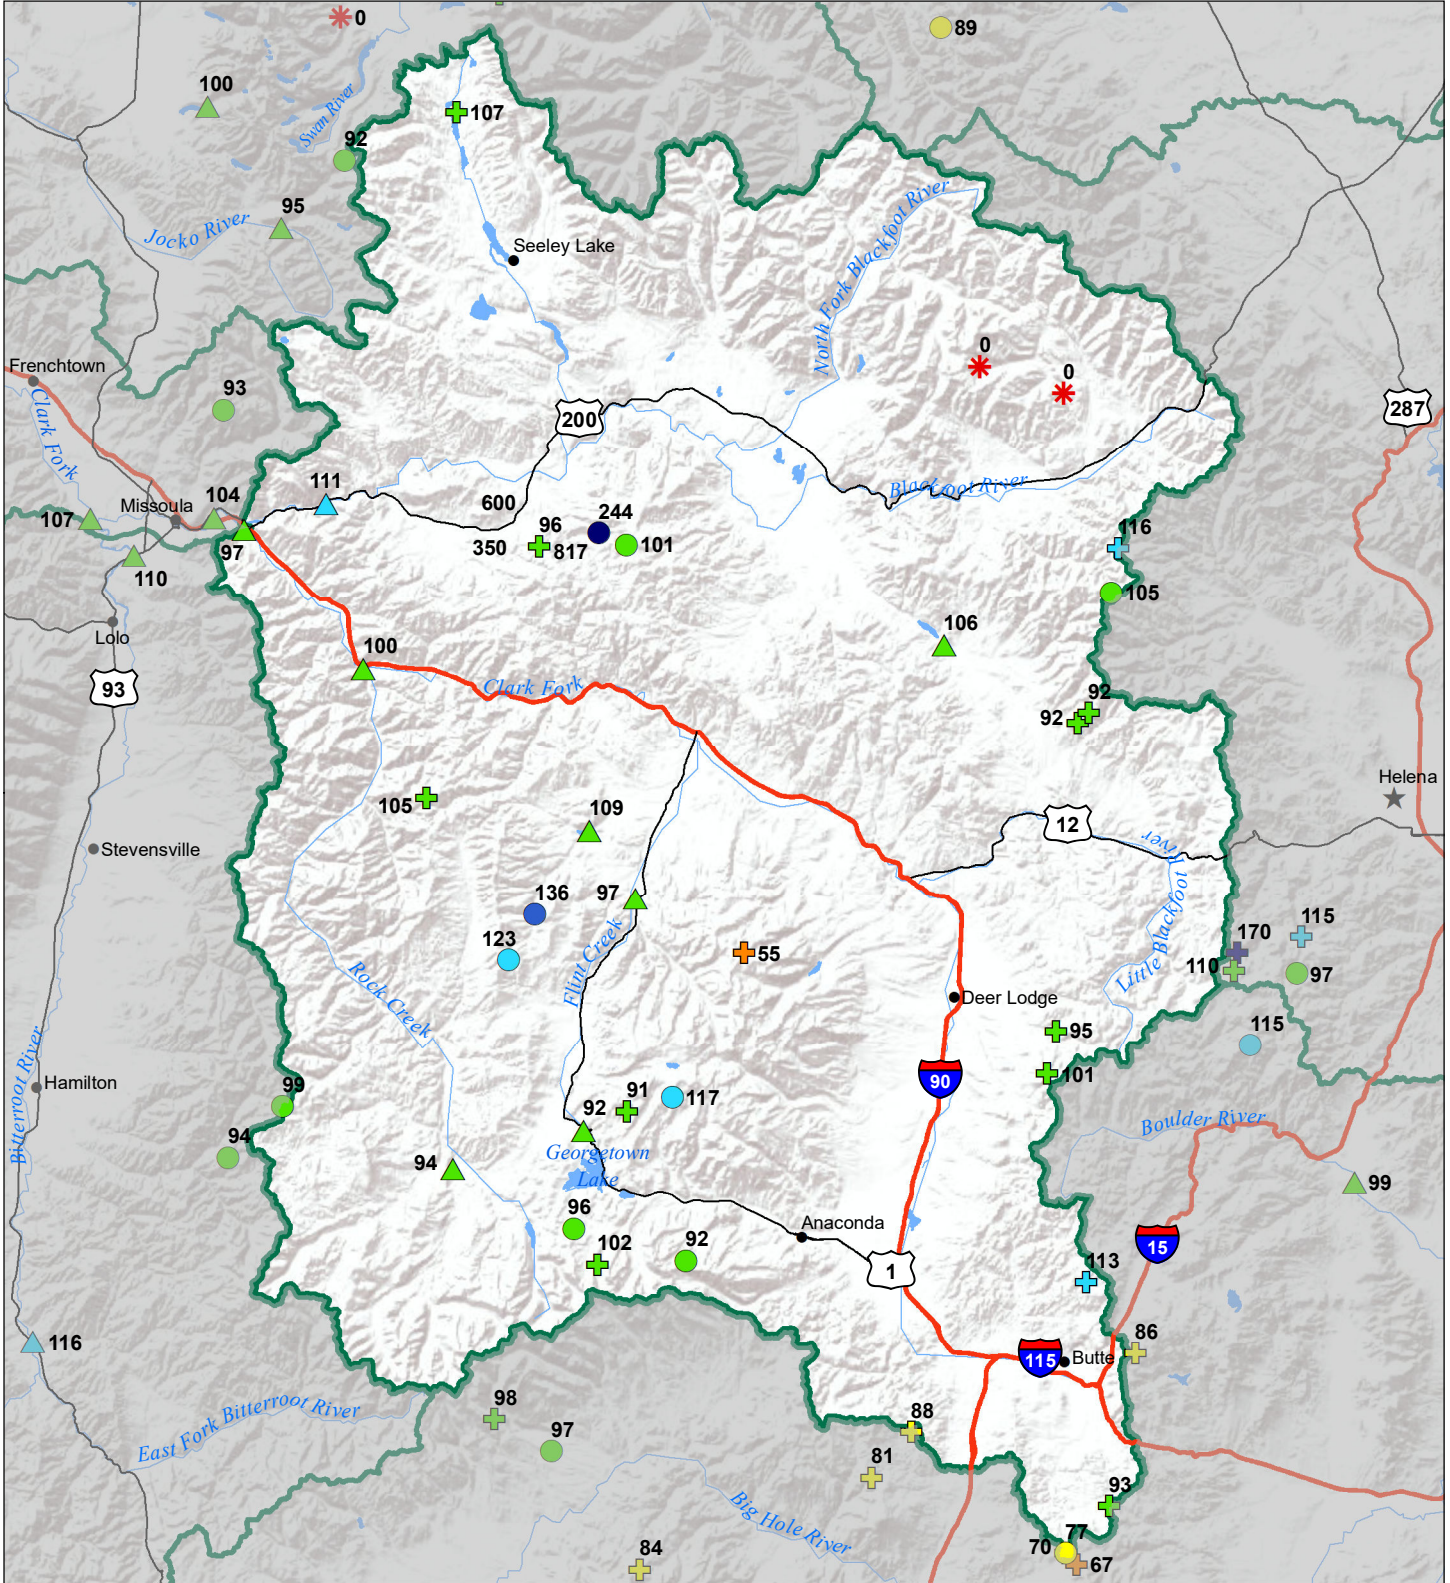 0
89
100
107
Swan River
92
95
Jocko River
North Fork Blackfoot River
Seeley Lake
0
0
Frenchtown
93
Clark Fork
200
287
111
600
Blackfoot River
104
Missoula
107
97
96
244
350
817
101
116
110
105
Lolo
100
106
93
Clark Fork
92
92
Helena
105
109
12
Stevensville
Little Blackfoot River
136
97
123
Flint Creek
55
170
115
110
97
Rock Creek
Deer Lodge
95
115
Bitterroot River
Hamilton
99
91
117
90
101
92
94
Georgetown
Lake
Boulder River
94
99
96
92
Anaconda
102
1
15
113
116
115
Butte
86
98
East Fork Bitterroot River
97
88
81
93
Big Hole River
77
70
67
84